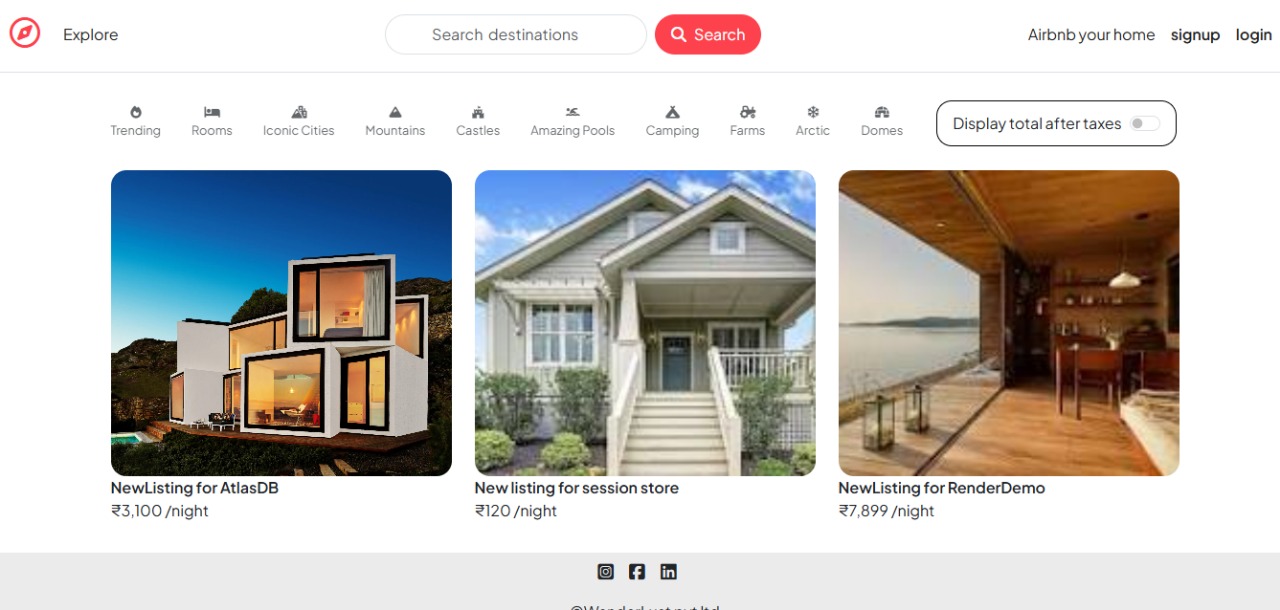 Explore
Search destinations
Search
Airbnb your home signup login
Trending Rooms Iconic Cities Mountains Castles Amazing Pools Camping Farms Arctic Domes
Display total after taxes
NewListing for AtlasDB
₹3,100 /night
New listing for session store
₹120 /night
NewListing for RenderDemo
₹7,899 /night